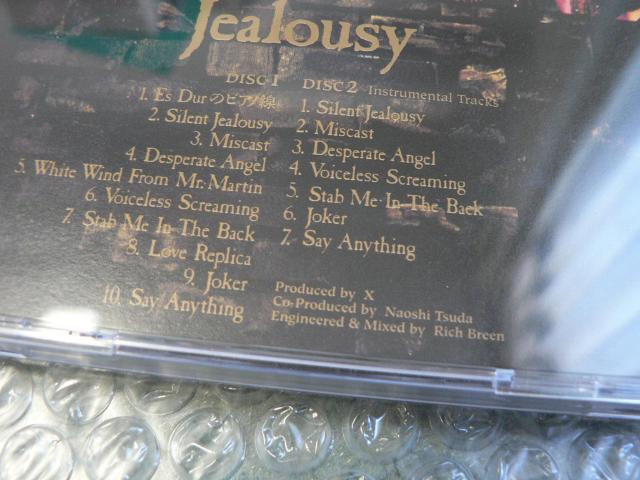 Jealousy
DISC 1
1. Es Durのピアノ線
2. Silent Jealousy
3. Miscast
4. Desperate Angel
5. White Wind From Mr. Martin
6. Voiceless Screaming
7. Stab Me In The Back
8. Love Replica
9. Joker
10. Say Anything
DISC 2 Instrumental Tracks
1. Silent Jealousy
2. Miscast
3. Desperate Angel
4. Voiceless Screaming
5. Stab Me In The Back
6. Joker
7. Say Anything
Produced by X
Co-Produced by Naoshi Tsuda
Engineered & Mixed by Rich Breen